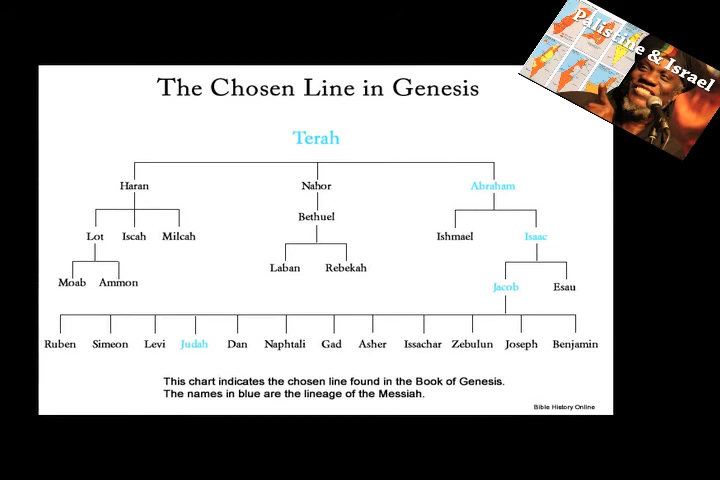 Palistine & Israel
The Chosen Line in Genesis
Terah
Haran Nahor Abraham
Bethuel
Lot Iscah Milcah Ishmael Isaac
Laban Rebekah
Moab Ammon Jacob Esau
Ruben Simeon Levi Judah Dan Naphtali Gad Asher Issachar Zebulun Joseph Benjamin
This chart indicates the chosen line found in the Book of Genesis.
The names in blue are the lineage of the Messiah.
Bible History Online